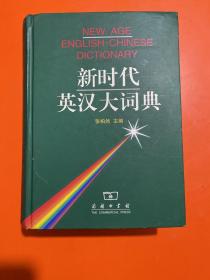 NEW AGE
ENGLISH-CHINESE
DICTIONARY
新时代
英汉大词典
张柏然 主编
商务印书馆
THE COMMERCIAL PRESS